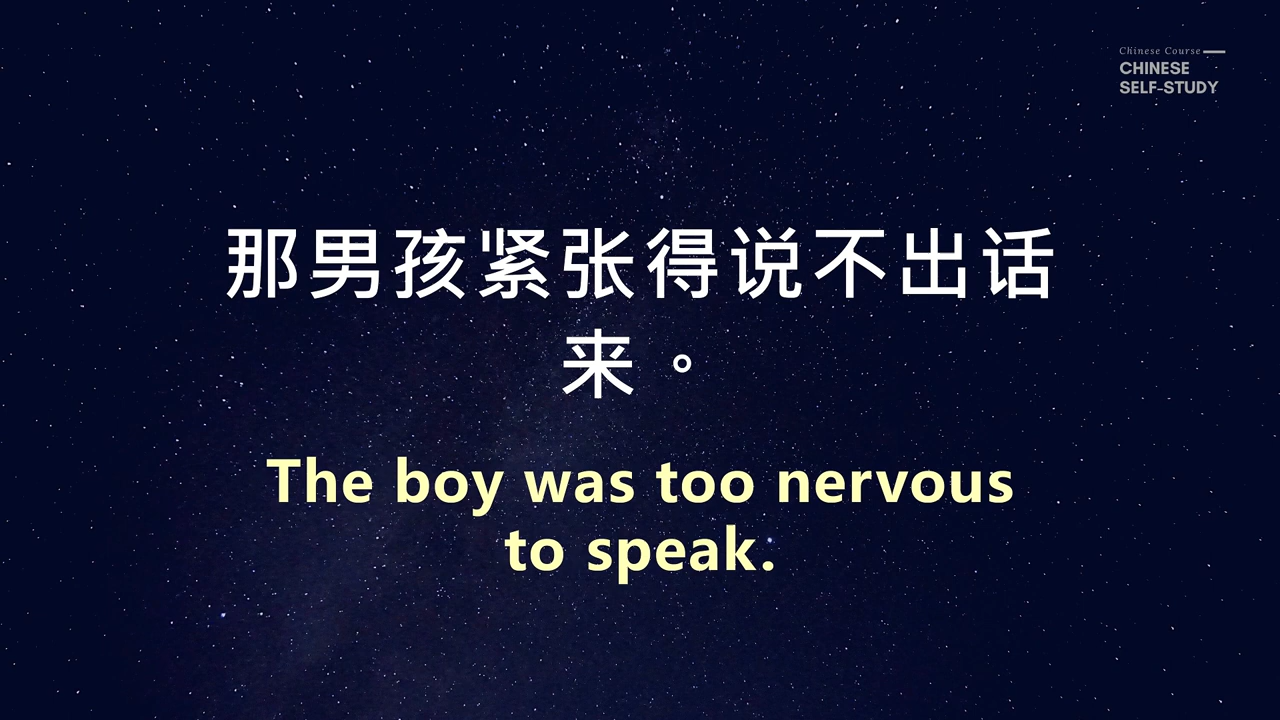 Chinese Course
CHINESE
SELF-STUDY
那男孩紧张得说不出话
来。
The boy was too nervous
to speak.